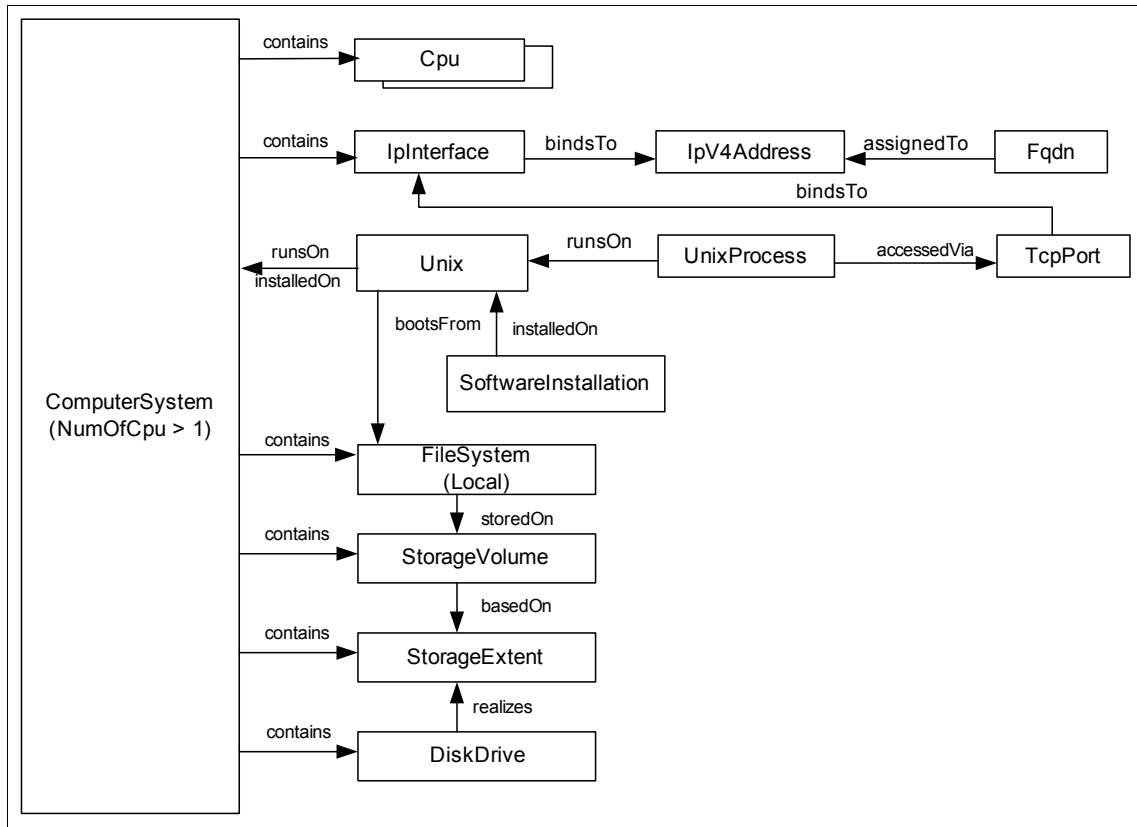 contains
Cpu
contains
IpInterface
bindsTo
IpV4Address
assignedTo
Fqdn
bindsTo
runsOn
installedOn
Unix
runsOn
UnixProcess
accessedVia
TcpPort
bootsFrom
installedOn
SoftwareInstallation
ComputerSystem
(NumOfCpu > 1)
contains
FileSystem
(Local)
storedOn
contains
StorageVolume
basedOn
contains
StorageExtent
realizes
contains
DiskDrive